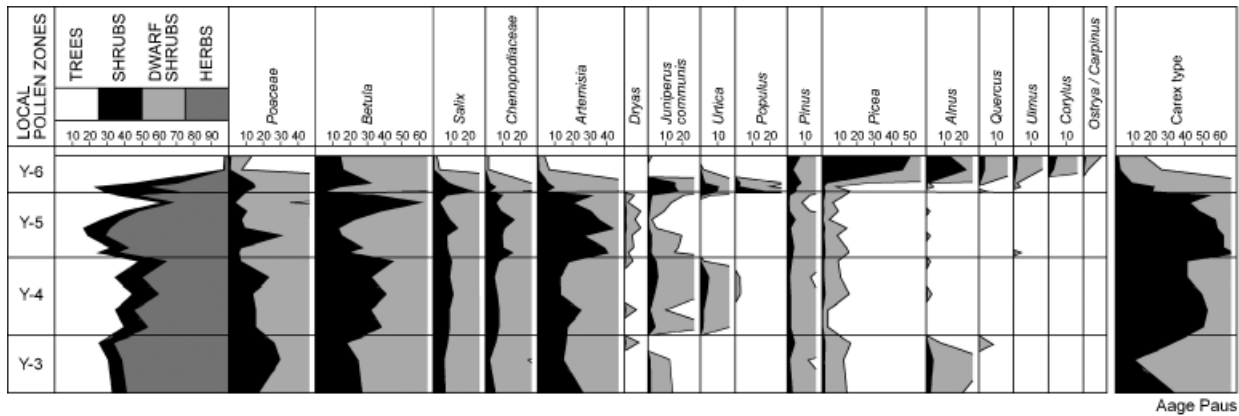 LOCAL
POLLEN ZONES
TREES
SHRUBS
DWARF
SHRUBS
HERBS
Poaceae
Betula
Salix
Chenopodiaceae
Artemisia
Dryas
Juniperus
communis
Urtica
Populus
Pinus
Picea
Alnus
Quercus
Ulmus
Corylus
Ostrya / Carpinus
Carex type
10 20 30 40 50 60 70 80 90
10 20 30 40
10 20 30 40 50 60
10 20
10 20
10 20 30 40
10
10 20
10
10 20
10
10 20 30 40 50
10 20
10
10
10
10 20 30 40 50 60
Y-6
Y-5
Y-4
Y-3
Aage Paus